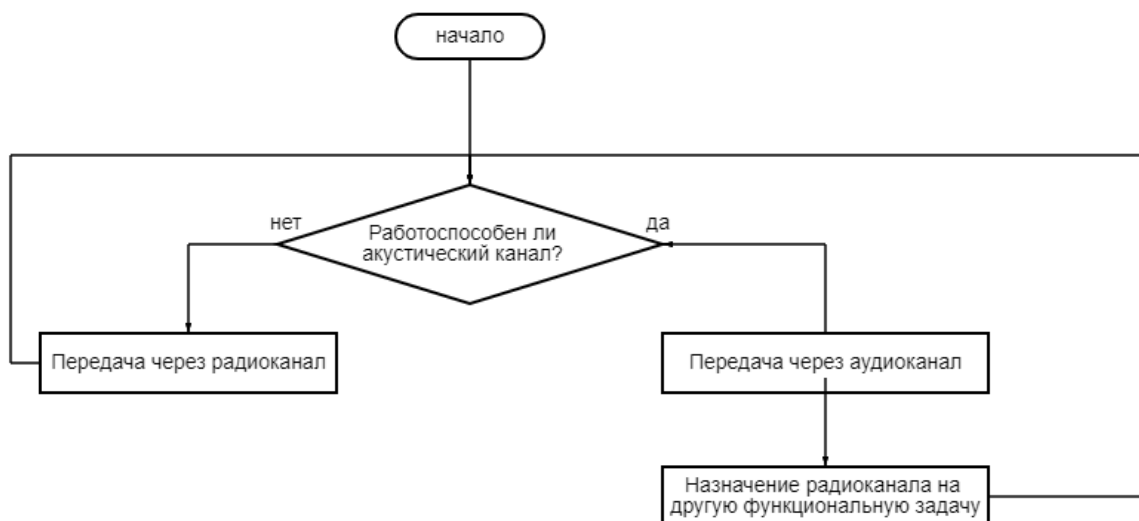 начало
нет
да
Работоспособен ли
акустический канал?
Передача через радиоканал
Передача через аудиоканал
Назначение радиоканала на
другую функциональную задачу